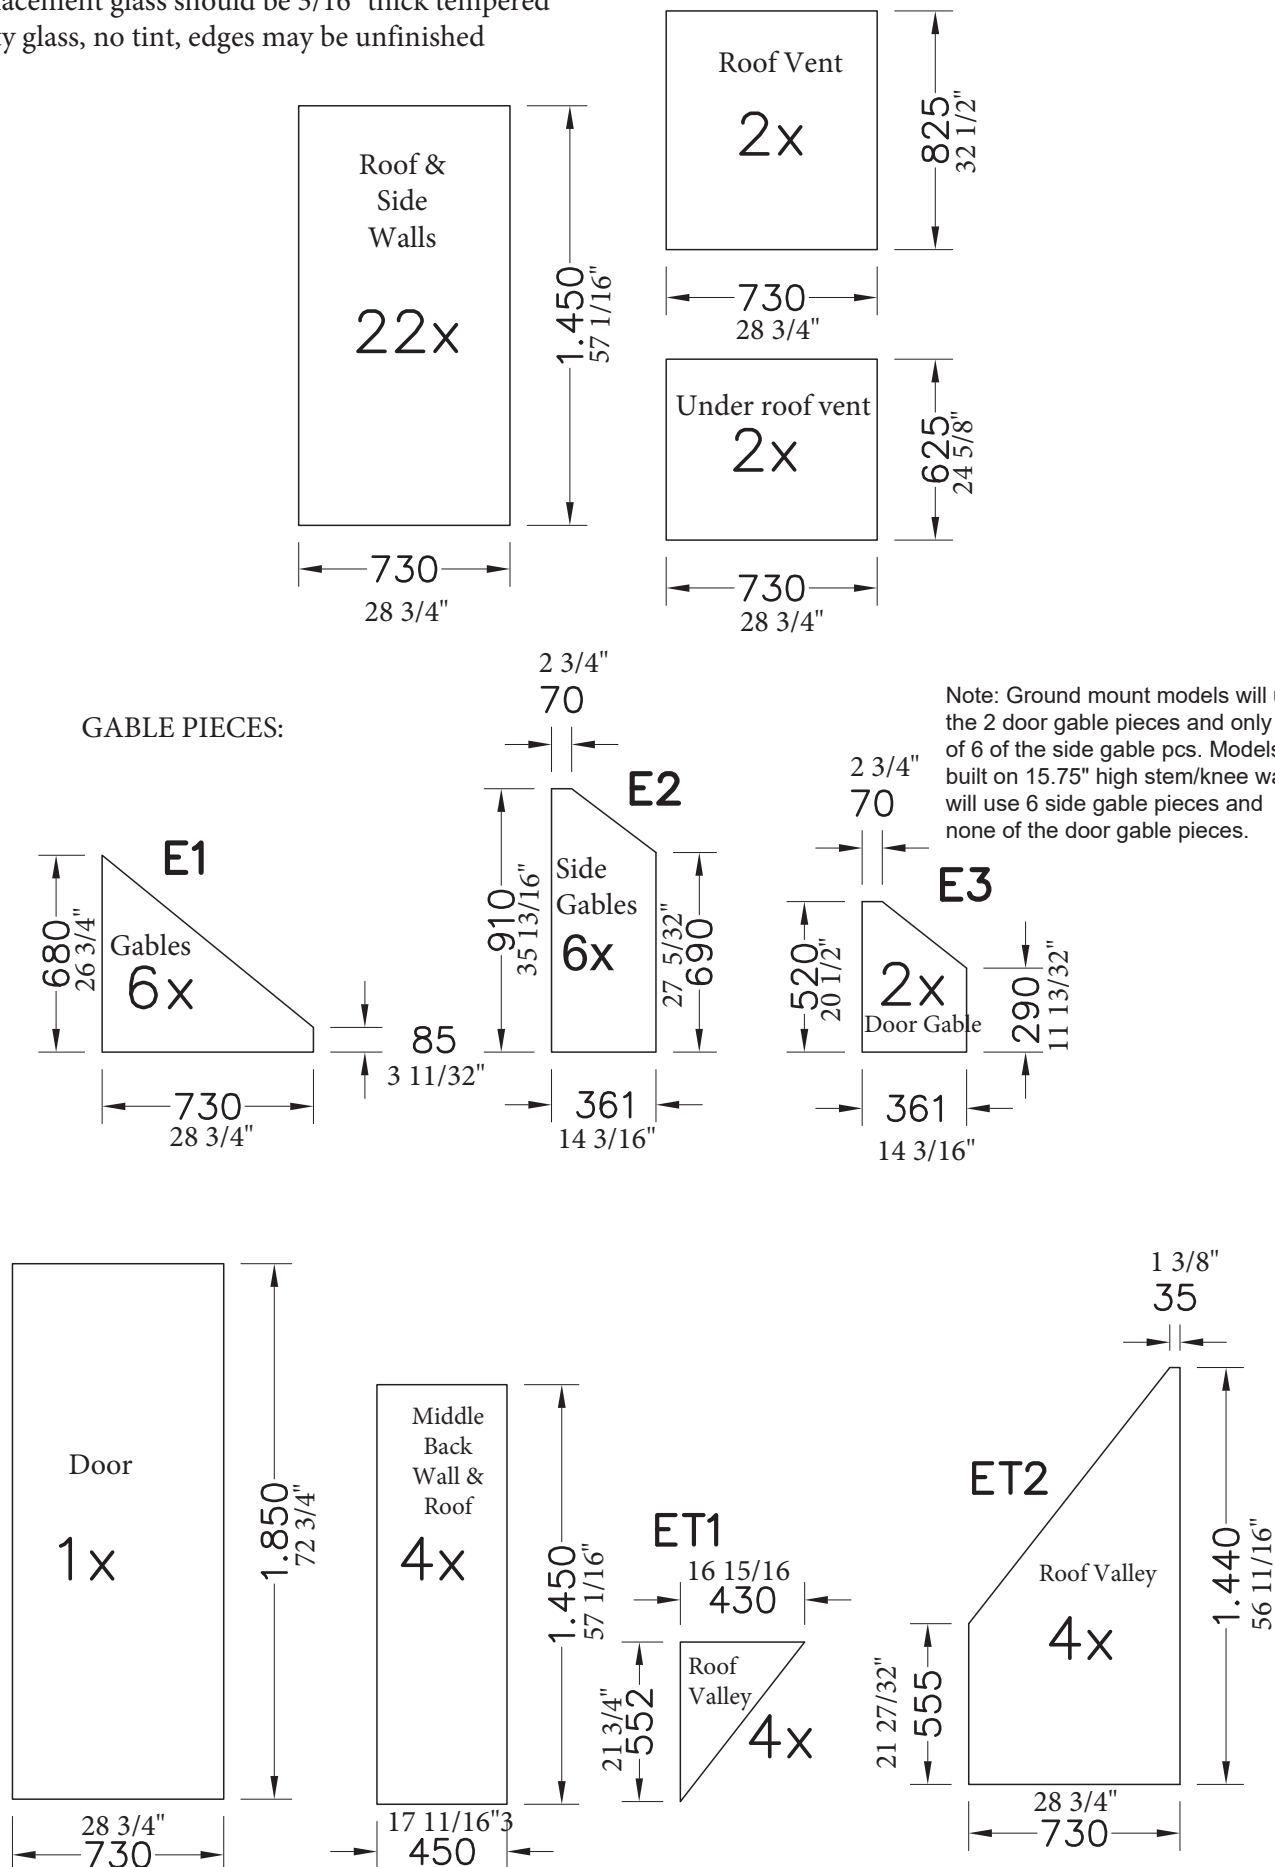 lacement glass should be 3/16" thick tempered
ty glass, no tint, edges may be unfinished
Roof Vent
2x
825
32 1/2"
730
28 3/4"
Roof &
Side
Walls
22x
1.450
57 1/16"
730
28 3/4"
Under roof vent
2x
625
24 5/8"
730
28 3/4"
GABLE PIECES:
Note: Ground mount models will
the 2 door gable pieces and only
of 6 of the side gable pcs. Models
built on 15.75" high stem/knee wa
will use 6 side gable pieces and
none of the door gable pieces.
E1
Gables
6x
680
26 3/4"
85
3 11/32"
730
28 3/4"
2 3/4"
70
E2
Side
Gables
6x
910
35 13/16"
27 5/32"
690
361
14 3/16"
2 3/4"
70
E3
2x
Door Gable
520
20 1/2"
290
11 13/32"
361
14 3/16"
Door
1x
1.850
72 3/4"
28 3/4"
730
Middle
Back
Wall &
Roof
4x
1.450
57 1/16"
17 11/16"3
450
ET1
16 15/16
430
Roof
Valley
4x
21 3/4"
552
1 3/8"
35
ET2
Roof Valley
4x
1.440
56 11/16"
21 27/32"
555
28 3/4"
730